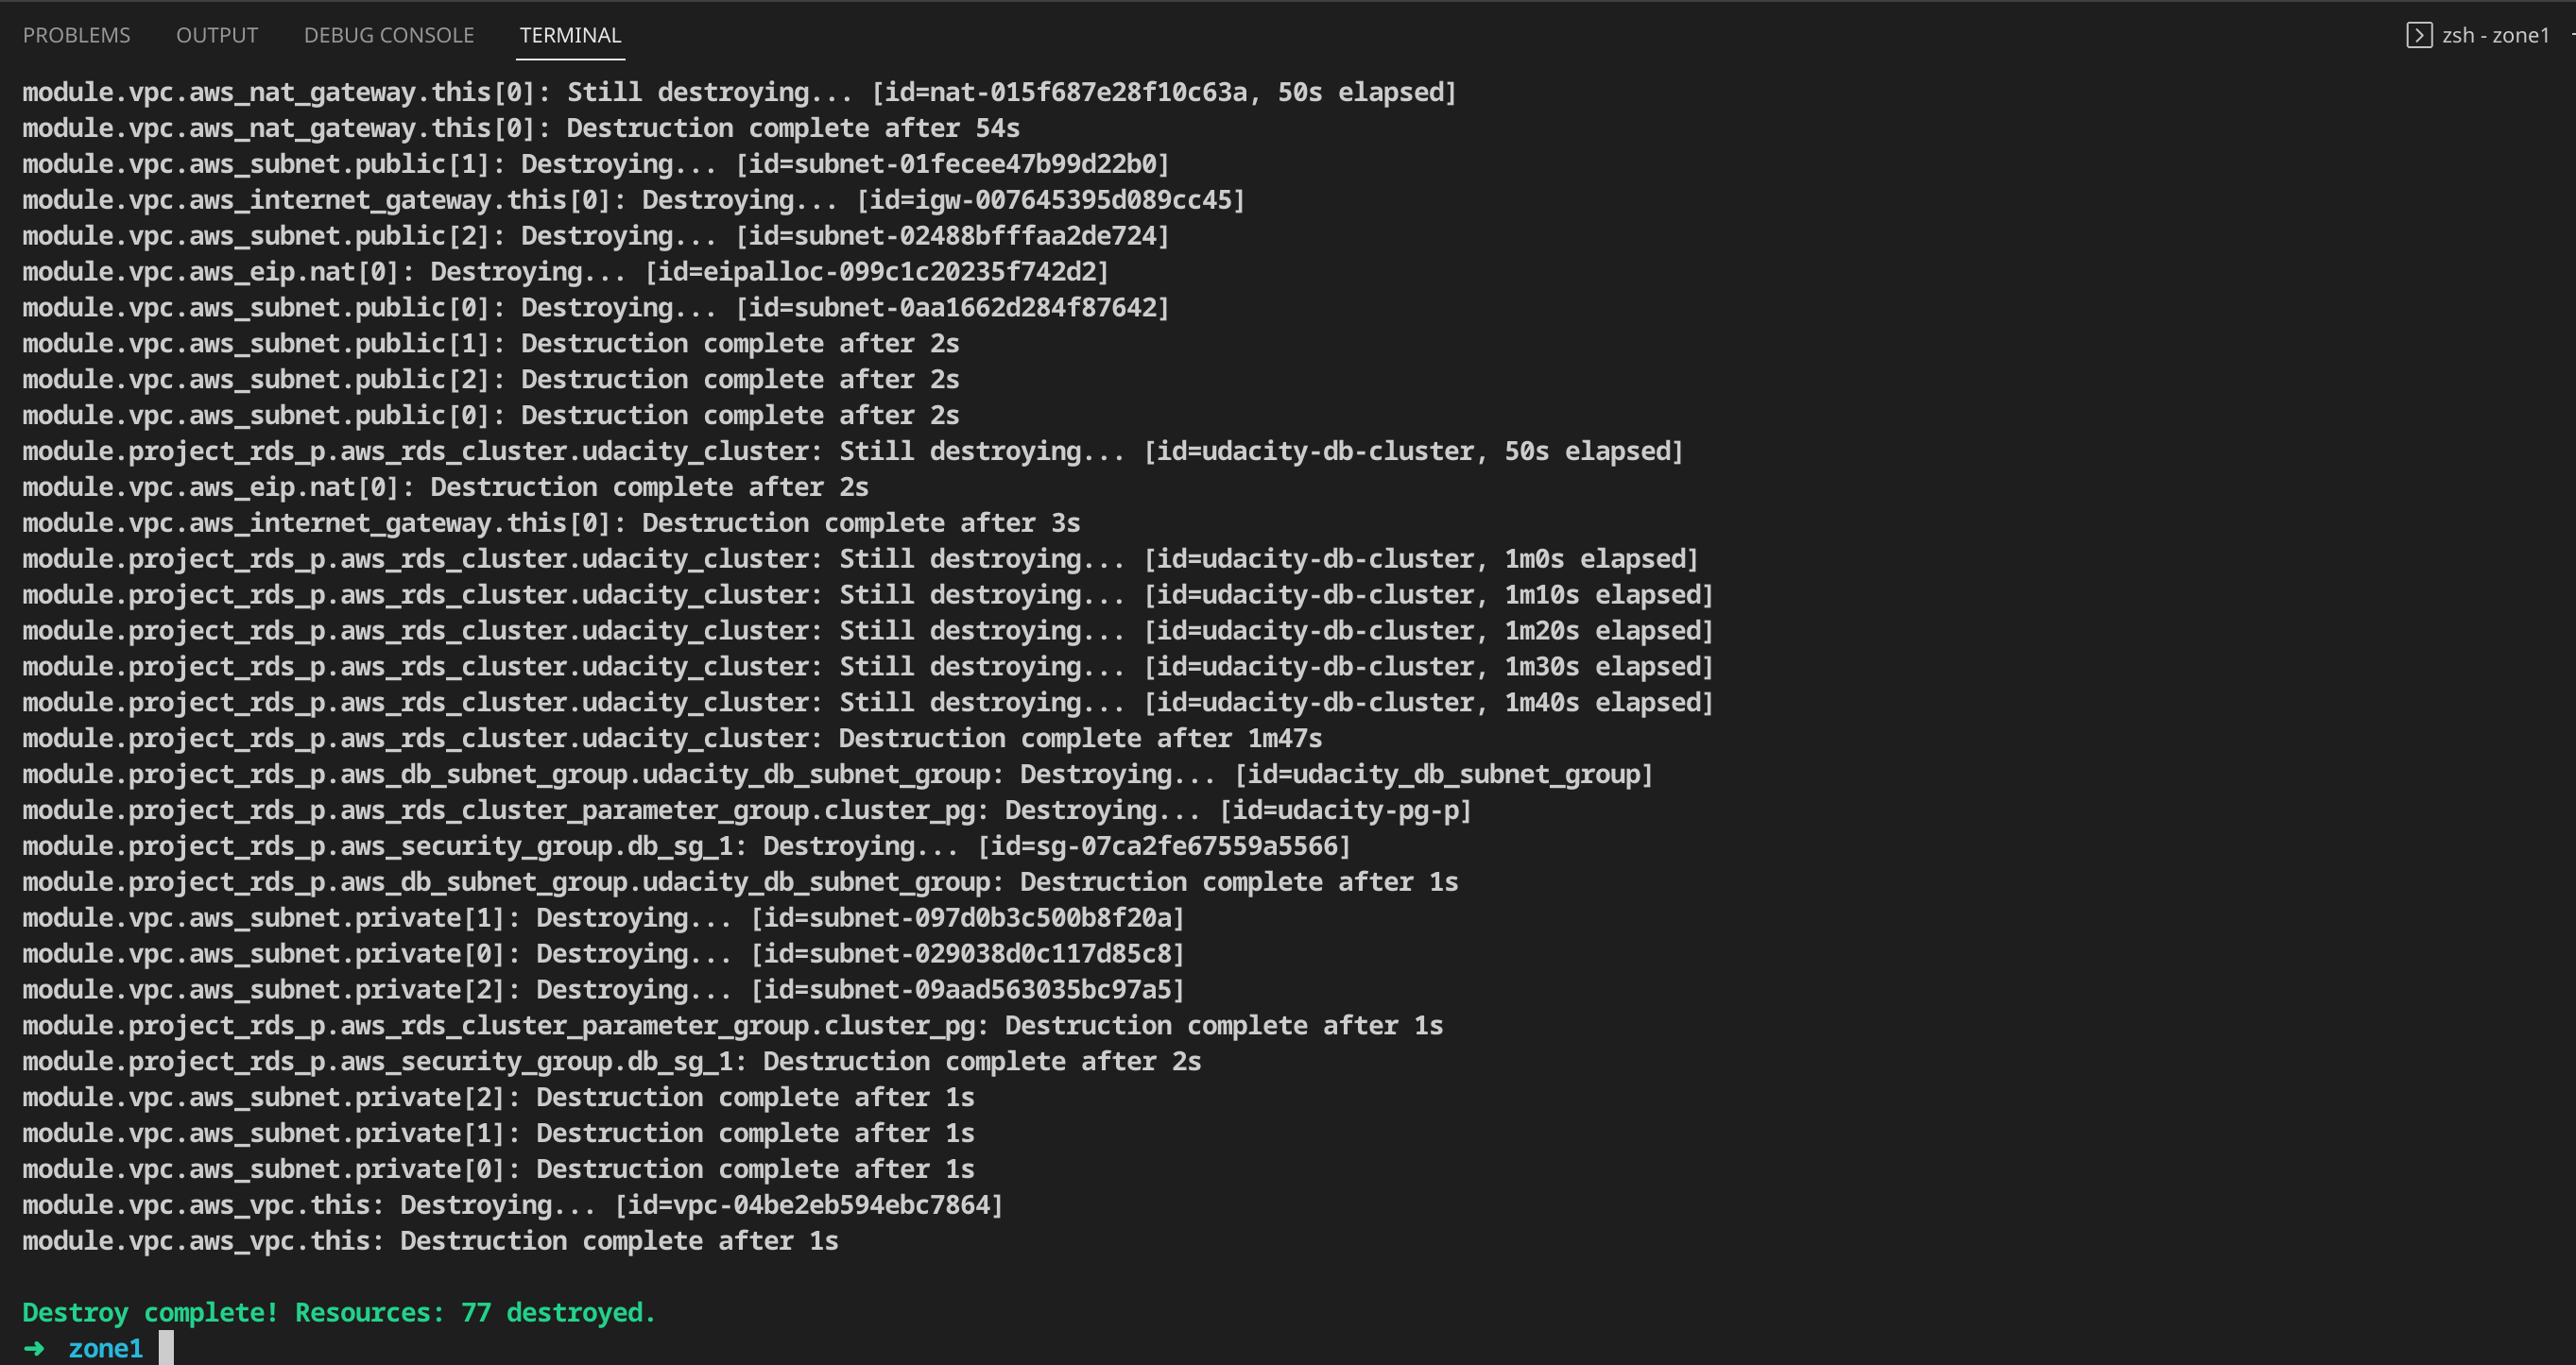 PROBLEMS OUTPUT DEBUG CONSOLE TERMINAL zsh - zone1
module.vpc.aws_nat_gateway.this[0]: Still destroying... [id=nat-015f687e28f10c63a, 50s elapsed]
module.vpc.aws_nat_gateway.this[0]: Destruction complete after 54s
module.vpc.aws_subnet.public[1]: Destroying... [id=subnet-01fecee47b99d22b0]
module.vpc.aws_internet_gateway.this[0]: Destroying... [id=igw-007645395d089cc45]
module.vpc.aws_subnet.public[2]: Destroying... [id=subnet-02488bfffaa2de724]
module.vpc.aws_eip.nat[0]: Destroying... [id=eipalloc-099c1c20235f742d2]
module.vpc.aws_subnet.public[0]: Destroying... [id=subnet-0aa1662d284f87642]
module.vpc.aws_subnet.public[1]: Destruction complete after 2s
module.vpc.aws_subnet.public[2]: Destruction complete after 2s
module.vpc.aws_subnet.public[0]: Destruction complete after 2s
module.project_rds_p.aws_rds_cluster.udacity_cluster: Still destroying... [id=udacity-db-cluster, 50s elapsed]
module.vpc.aws_eip.nat[0]: Destruction complete after 2s
module.vpc.aws_internet_gateway.this[0]: Destruction complete after 3s
module.project_rds_p.aws_rds_cluster.udacity_cluster: Still destroying... [id=udacity-db-cluster, 1m0s elapsed]
module.project_rds_p.aws_rds_cluster.udacity_cluster: Still destroying... [id=udacity-db-cluster, 1m10s elapsed]
module.project_rds_p.aws_rds_cluster.udacity_cluster: Still destroying... [id=udacity-db-cluster, 1m20s elapsed]
module.project_rds_p.aws_rds_cluster.udacity_cluster: Still destroying... [id=udacity-db-cluster, 1m30s elapsed]
module.project_rds_p.aws_rds_cluster.udacity_cluster: Still destroying... [id=udacity-db-cluster, 1m40s elapsed]
module.project_rds_p.aws_rds_cluster.udacity_cluster: Destruction complete after 1m47s
module.project_rds_p.aws_db_subnet_group.udacity_db_subnet_group: Destroying... [id=udacity_db_subnet_group]
module.project_rds_p.aws_rds_cluster_parameter_group.cluster_pg: Destroying... [id=udacity-pg-p]
module.project_rds_p.aws_security_group.db_sg_1: Destroying... [id=sg-07ca2fe67559a5566]
module.project_rds_p.aws_db_subnet_group.udacity_db_subnet_group: Destruction complete after 1s
module.vpc.aws_subnet.private[1]: Destroying... [id=subnet-097d0b3c500b8f20a]
module.vpc.aws_subnet.private[0]: Destroying... [id=subnet-029038d0c117d85c8]
module.vpc.aws_subnet.private[2]: Destroying... [id=subnet-09aad563035bc97a5]
module.project_rds_p.aws_rds_cluster_parameter_group.cluster_pg: Destruction complete after 1s
module.project_rds_p.aws_security_group.db_sg_1: Destruction complete after 2s
module.vpc.aws_subnet.private[2]: Destruction complete after 1s
module.vpc.aws_subnet.private[1]: Destruction complete after 1s
module.vpc.aws_subnet.private[0]: Destruction complete after 1s
module.vpc.aws_vpc.this: Destroying... [id=vpc-04be2eb594ebc7864]
module.vpc.aws_vpc.this: Destruction complete after 1s
Destroy complete! Resources: 77 destroyed.
➜ zone1